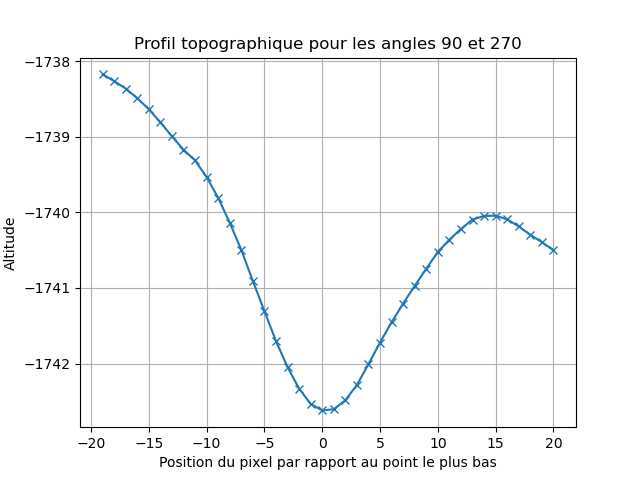 Profil topographique pour les angles 90 et 270
−1738
−1739
−1740
−1741
−1742
Altitude
−20 −15 −10 −5 0 5 10 15 20
Position du pixel par rapport au point le plus bas